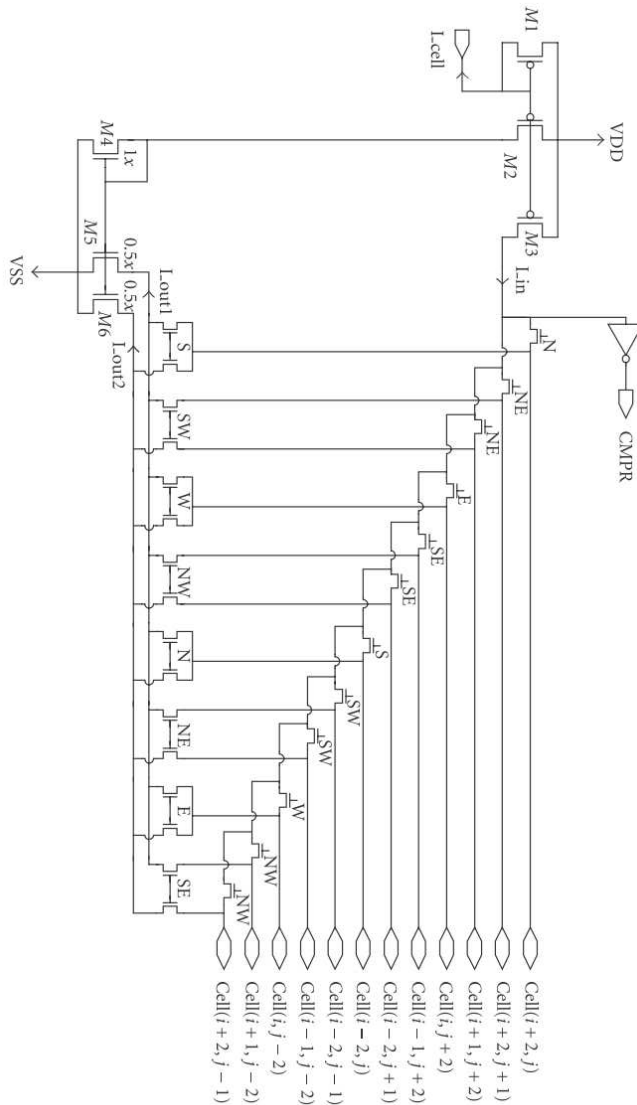 M1
I_cell
M2
VDD
M3
I_in
CMPR
M4
1x
M5
0.5x
0.5x
M6
VSS
I_out1
I_out2
N
NE
NE
E
SE
SE
S
SW
SW
W
NW
NW
S
SW
W
NW
N
NE
E
SE
Cell(i + 2, j)
Cell(i + 2, j + 1)
Cell(i + 1, j + 2)
Cell(i, j + 2)
Cell(i − 1, j + 2)
Cell(i − 2, j + 1)
Cell(i − 2, j)
Cell(i − 2, j − 1)
Cell(i − 1, j − 2)
Cell(i, j − 2)
Cell(i + 1, j − 2)
Cell(i + 2, j − 1)